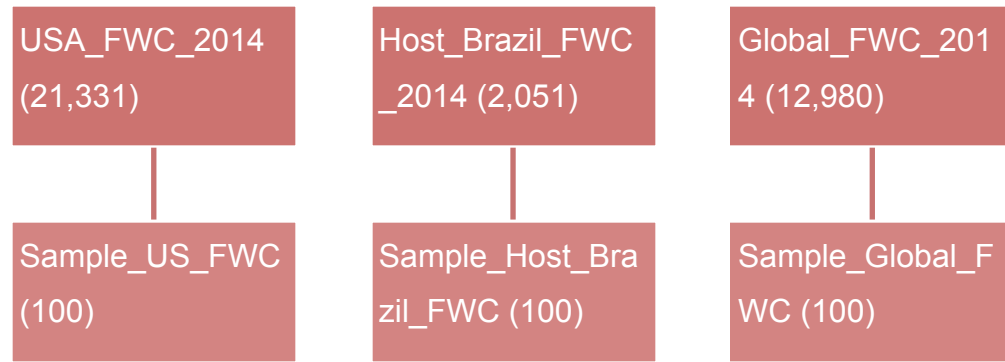 USA_FWC_2014
(21,331)
Host_Brazil_FWC
_2014 (2,051)
Global_FWC_201
4 (12,980)
Sample_US_FWC
(100)
Sample_Host_Bra
zil_FWC (100)
Sample_Global_F
WC (100)